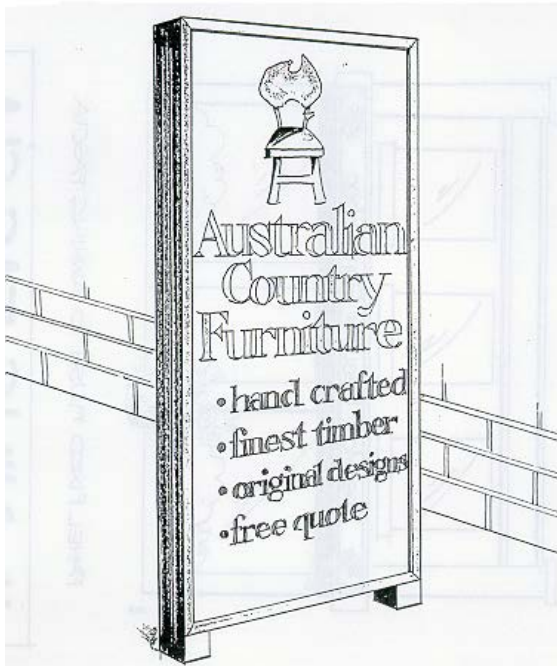 Australian
Country
Furniture
• hand crafted
• finest timber
• original designs
• free quote